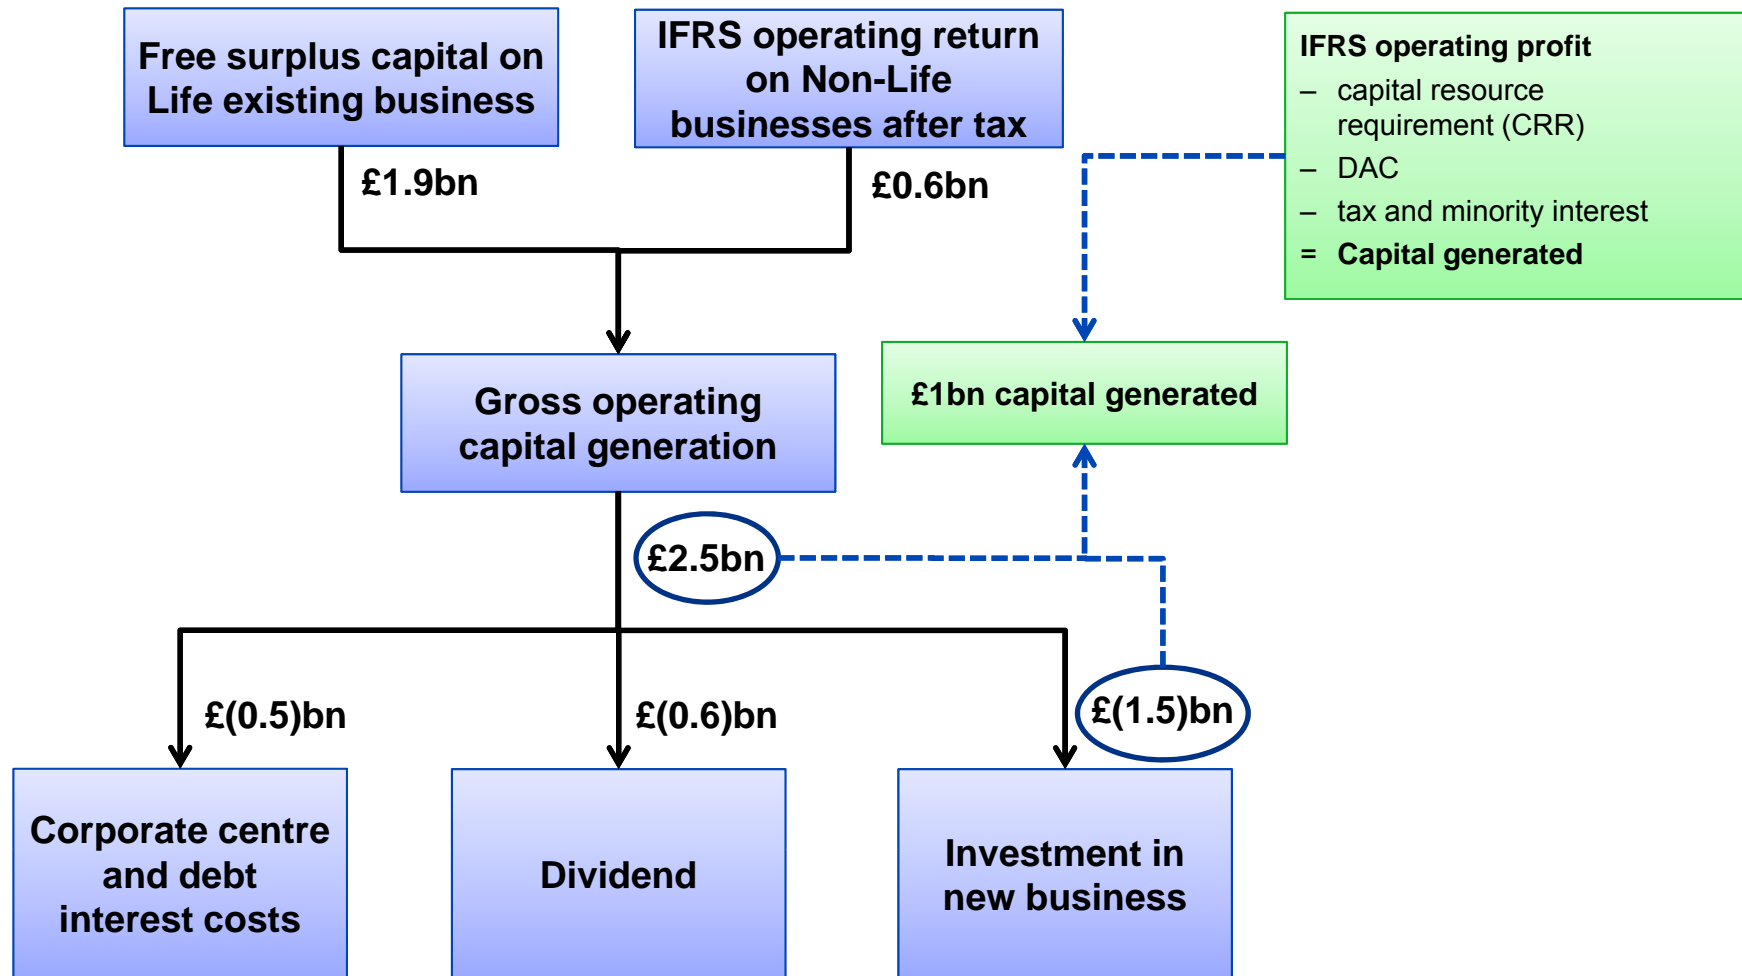 Free surplus capital on
Life existing business
IFRS operating return
on Non-Life
businesses after tax
IFRS operating profit
– capital resource
requirement (CRR)
– DAC
– tax and minority interest
= Capital generated
£1.9bn
£0.6bn
Gross operating
capital generation
£1bn capital generated
£2.5bn
£(0.5)bn
£(0.6)bn
£(1.5)bn
Corporate centre
and debt
interest costs
Dividend
Investment in
new business